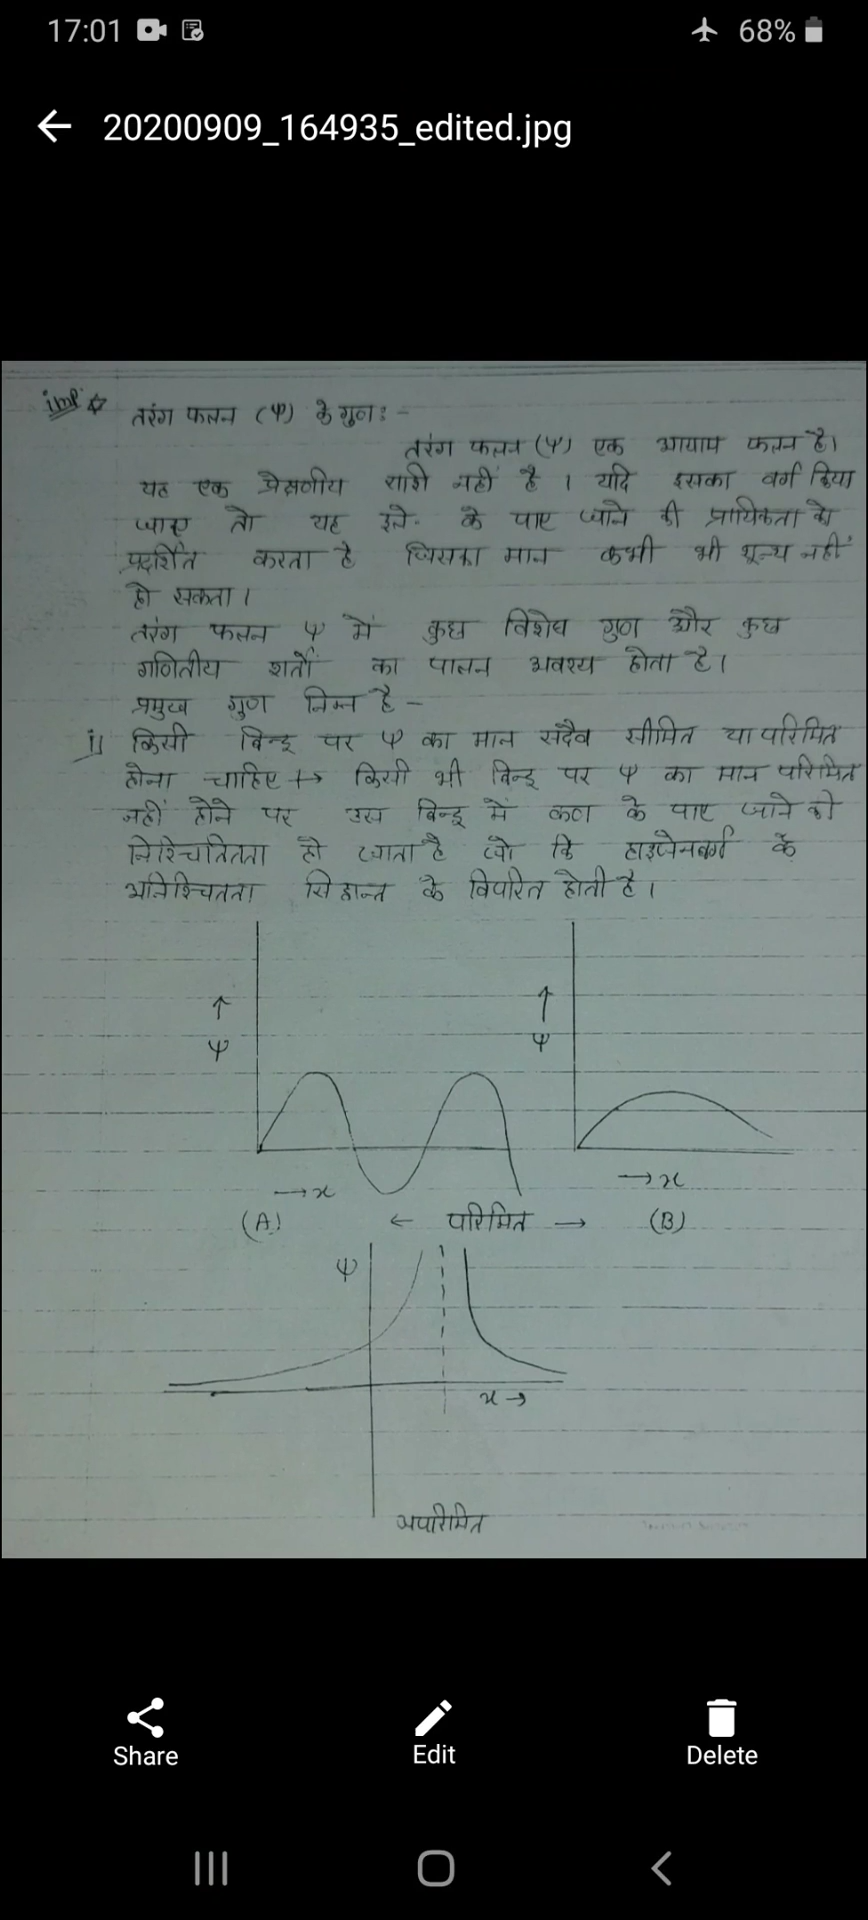 17:01 68%
20200909_164935_edited.jpg
imp. तरंग फलन (Ψ) के गुण: -
तरंग फलन (Ψ) एक आयाम फलन है।
यह एक प्रेक्षणीय राशी नहीं है । यदि इसका वर्ग किया
जाए तो यह इले. के पाए जाने की प्रायिकता को
प्रदर्शित करता है जिसका मान कभी भी शून्य नहीं
हो सकता ।
तरंग फलन Ψ में कुछ विशेष गुण और कुछ
गणितीय शर्तों का पालन अवश्य होता है।
प्रमुख गुण निम्न है -
i) किसी बिन्दु पर Ψ का मान सदैव सीमित या परिमित
होना चाहिए → किसी भी बिन्दु पर Ψ का मान परिमित
नहीं होने पर उस बिन्दु में कण के पाए जाने की
निश्चितितता हो जाता है जो कि हाइजेनबर्ग के
अनिश्चितता सिद्धान्त के विपरित होती है।
↑ Ψ ↑ Ψ
→ x → x
(A) ← परिमित → (B)
Ψ
x →
अपरिमित
Share Edit Delete